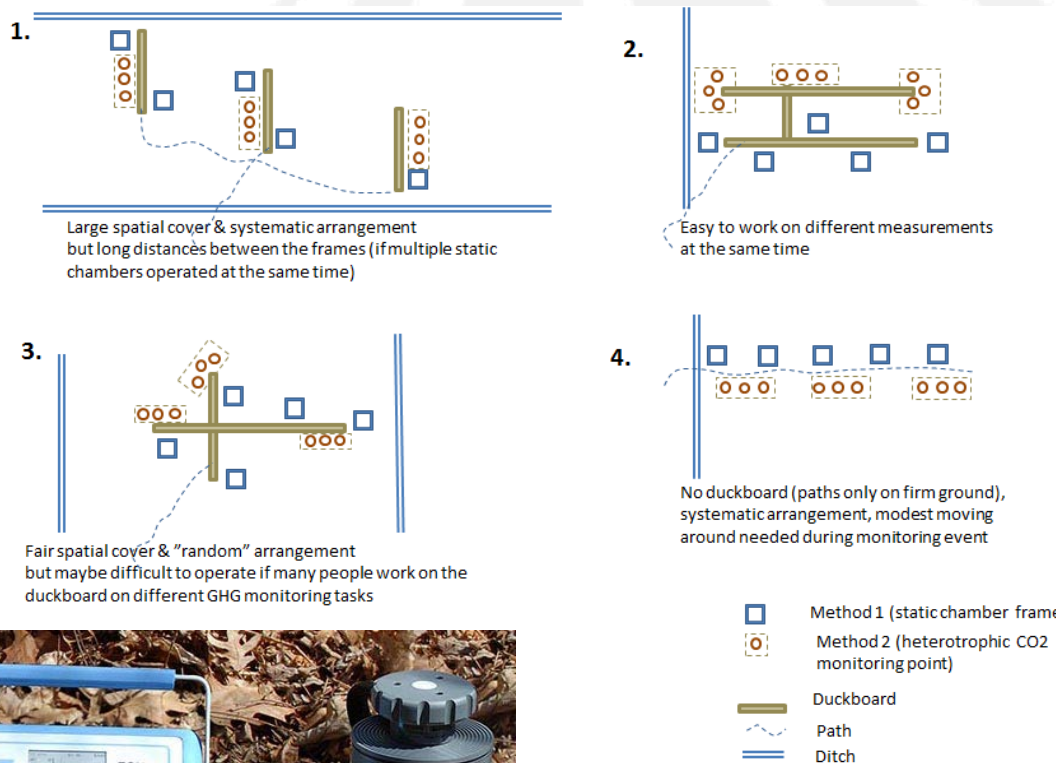 1.
Large spatial cover & systematic arrangement
but long distances between the frames (if multiple static
chambers operated at the same time)
2.
Easy to work on different measurements
at the same time
3.
Fair spatial cover & "random" arrangement
but maybe difficult to operate if many people work on the
duckboard on different GHG monitoring tasks
4.
No duckboard (paths only on firm ground),
systematic arrangement, modest moving
around needed during monitoring event
Method 1 (static chamber frame
Method 2 (heterotrophic CO2
monitoring point)
Duckboard
Path
Ditch